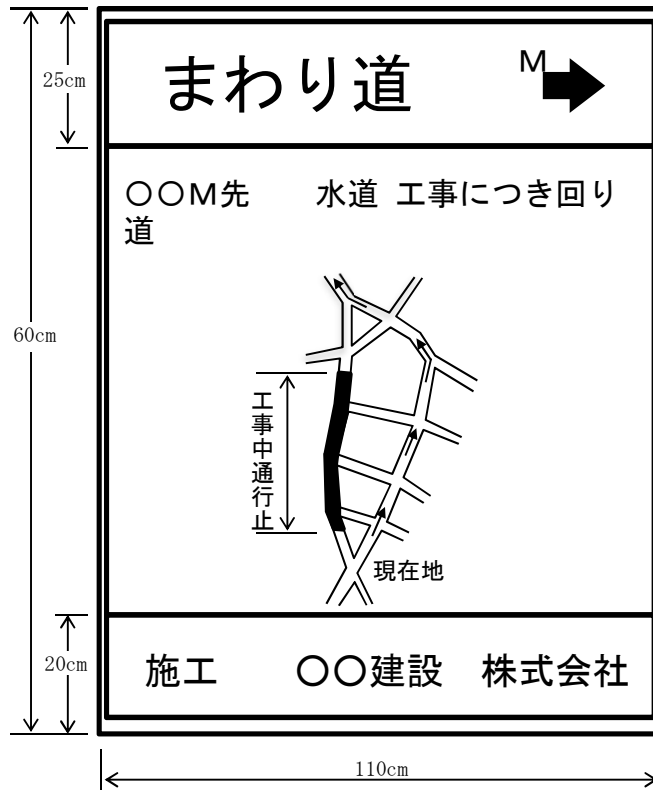 まわり道
M
25cm
〇〇M先 水道 工事につき回り
道
60cm
工事中通行止
現在地
20cm
施工 〇〇建設 株式会社
110cm